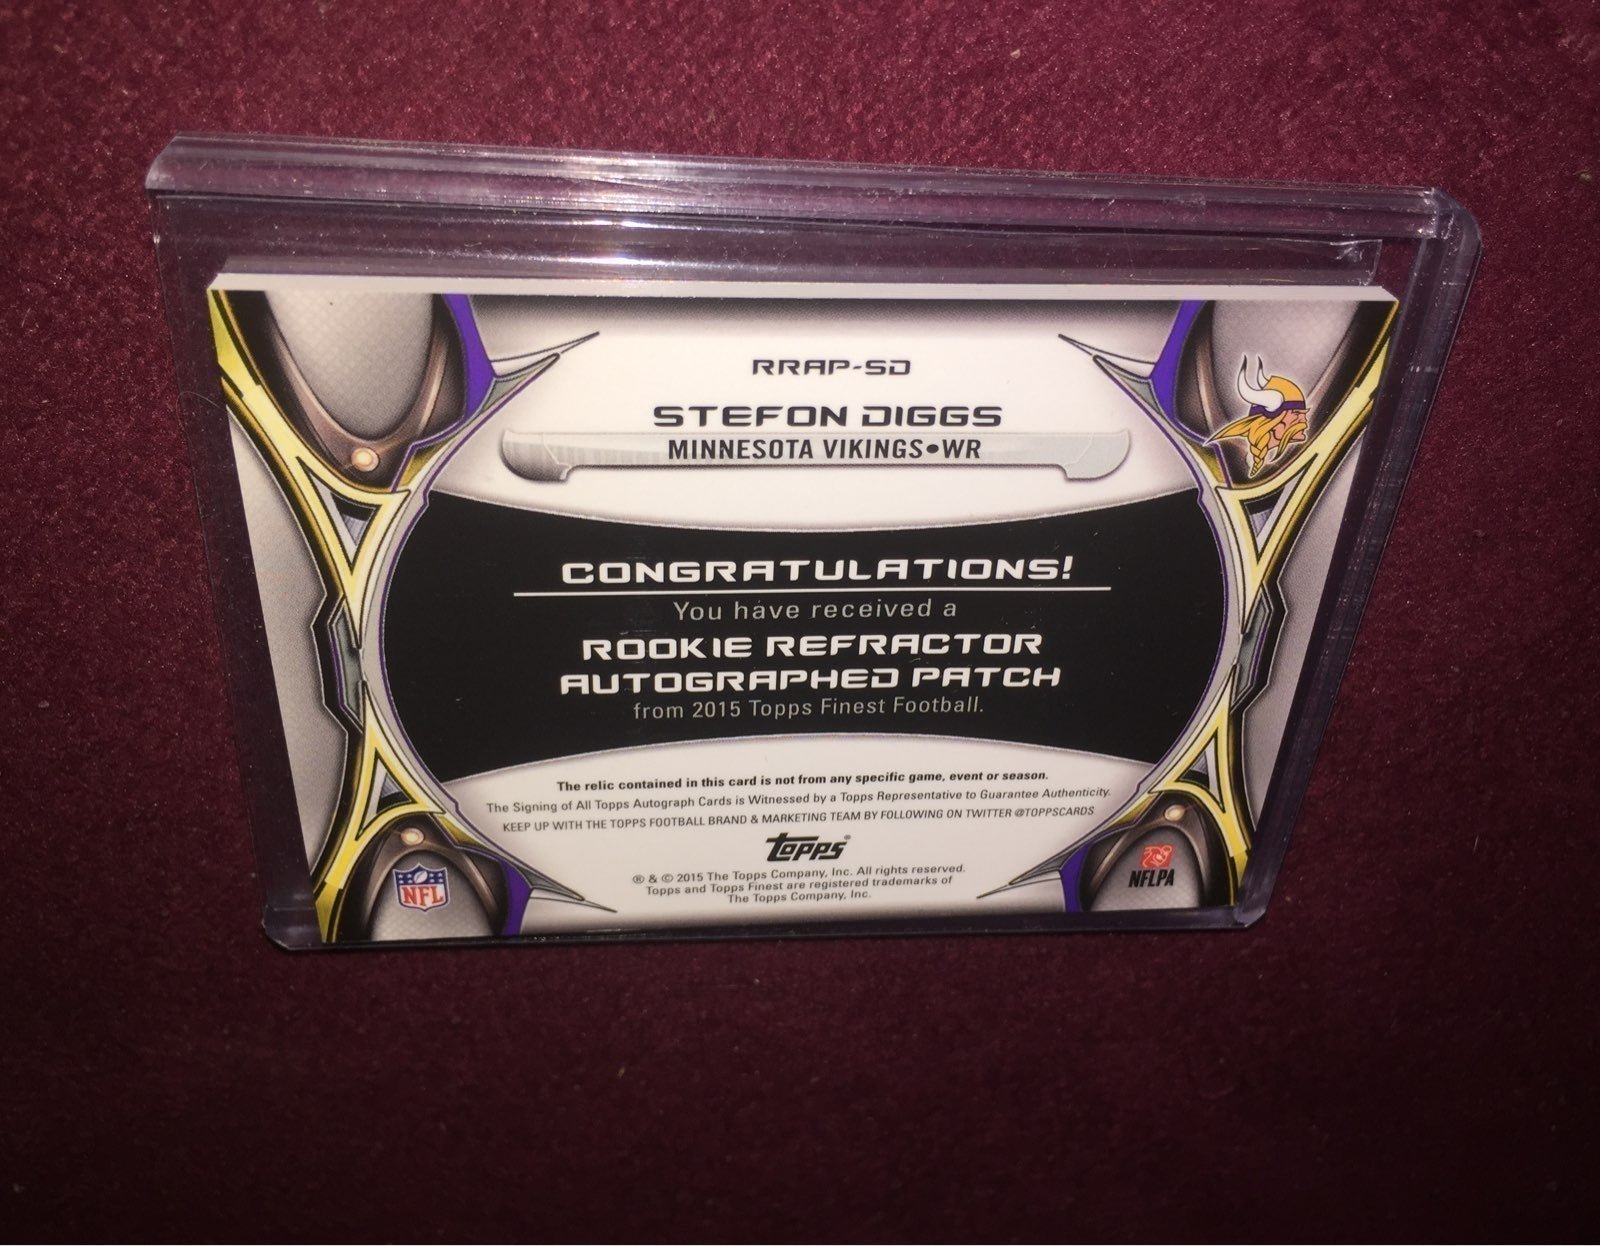 RRAP-SD
STEFON DIGGS
MINNESOTA VIKINGS•WR
CONGRATULATIONS!
You have received a
ROOKIE REFRACTOR
AUTOGRAPHED PATCH
from 2015 Topps Finest Football.
The relic contained in this card is not from any specific game, event or season.
The Signing of All Topps Autograph Cards is Witnessed by a Topps Representative to Guarantee Authenticity.
KEEP UP WITH THE TOPPS FOOTBALL BRAND & MARKETING TEAM BY FOLLOWING ON TWITTER @TOPPSCARDS
topps®
® & © 2015 The Topps Company, Inc. All rights reserved.
Topps and Topps Finest are registered trademarks of
The Topps Company, Inc.
NFL
NFLPA